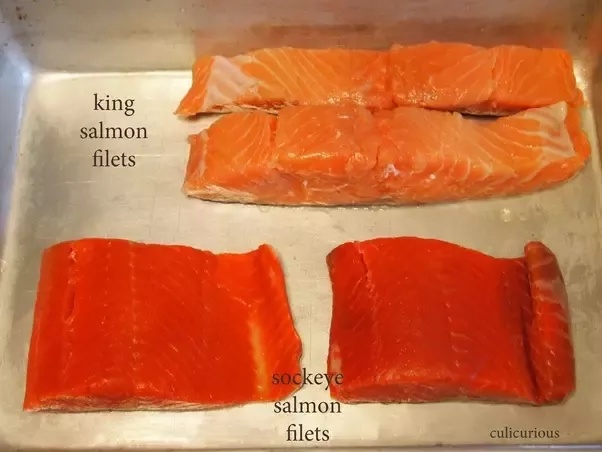 king
salmon
filets
sockeye
salmon
filets
culicurious